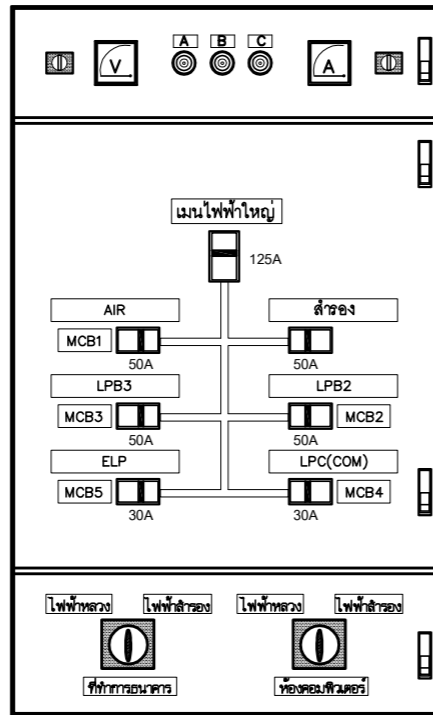 A B C
V A
เมนไฟฟ้าใหญ่
125A
AIR สำรอง
MCB1
50A 50A
LPB3 LPB2
MCB3 MCB2
50A 50A
ELP LPC(COM)
MCB5 MCB4
30A 30A
ไฟฟ้าหลวง ไฟฟ้าสำรอง ไฟฟ้าหลวง ไฟฟ้าสำรอง
ที่ทำการธนาคาร ห้องคอมพิวเตอร์